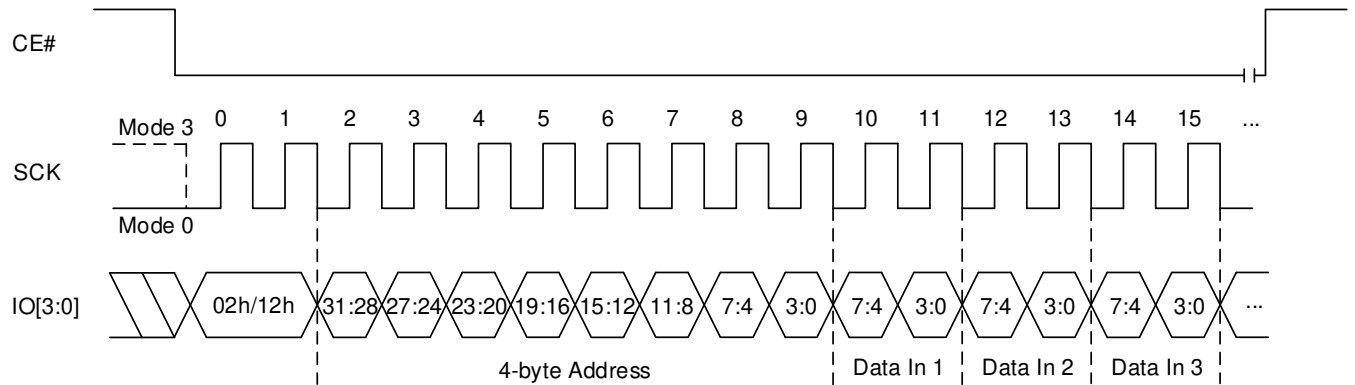 CE#
Mode 3 0 1 2 3 4 5 6 7 8 9 10 11 12 13 14 15 ...
SCK
Mode 0
IO[3:0] 02h/12h 31:28 27:24 23:20 19:16 15:12 11:8 7:4 3:0 7:4 3:0 7:4 3:0 7:4 3:0 ...
4-byte Address Data In 1 Data In 2 Data In 3